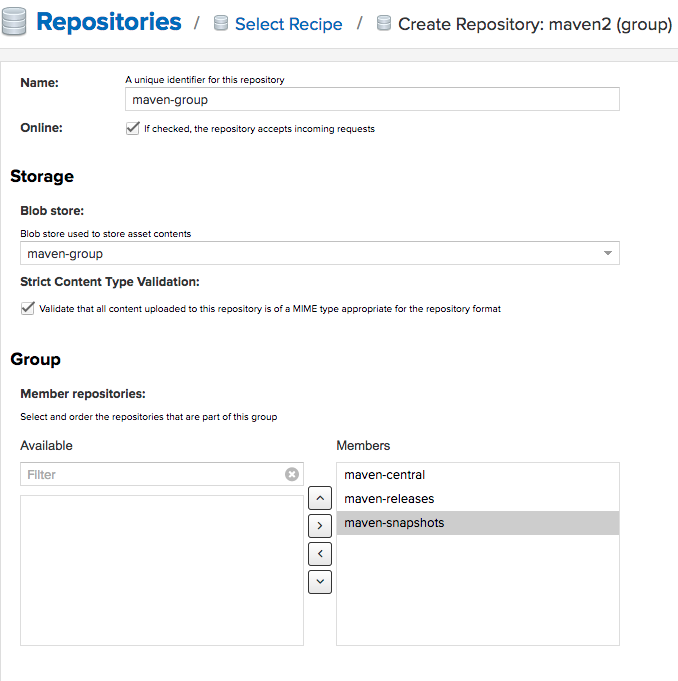 Repositories / Select Recipe / Create Repository: maven2 (group)
Name:
A unique identifier for this repository
maven-group
Online:
If checked, the repository accepts incoming requests
Storage
Blob store:
Blob store used to store asset contents
maven-group
Strict Content Type Validation:
Validate that all content uploaded to this repository is of a MIME type appropriate for the repository format
Group
Member repositories:
Select and order the repositories that are part of this group
Available
Filter
Members
maven-central
maven-releases
maven-snapshots